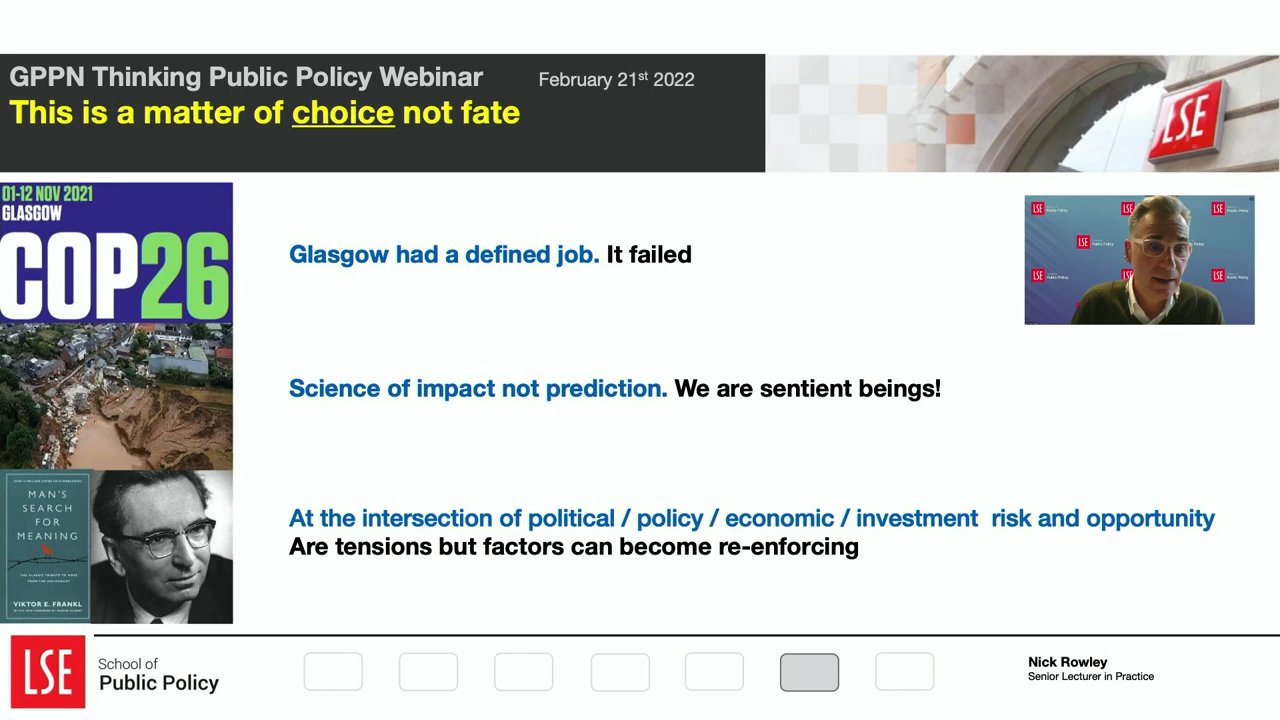 GPPN Thinking Public Policy Webinar February 21st 2022
This is a matter of choice not fate
LSE
01-12 NOV 2021
GLASGOW
COP26
Glasgow had a defined job. It failed
Science of impact not prediction. We are sentient beings!
MAN'S
SEARCH
FOR
MEANING
VIKTOR E. FRANKL
At the intersection of political / policy / economic / investment risk and opportunity
Are tensions but factors can become re-enforcing
LSE
School of
Public Policy
Nick Rowley
Senior Lecturer in Practice